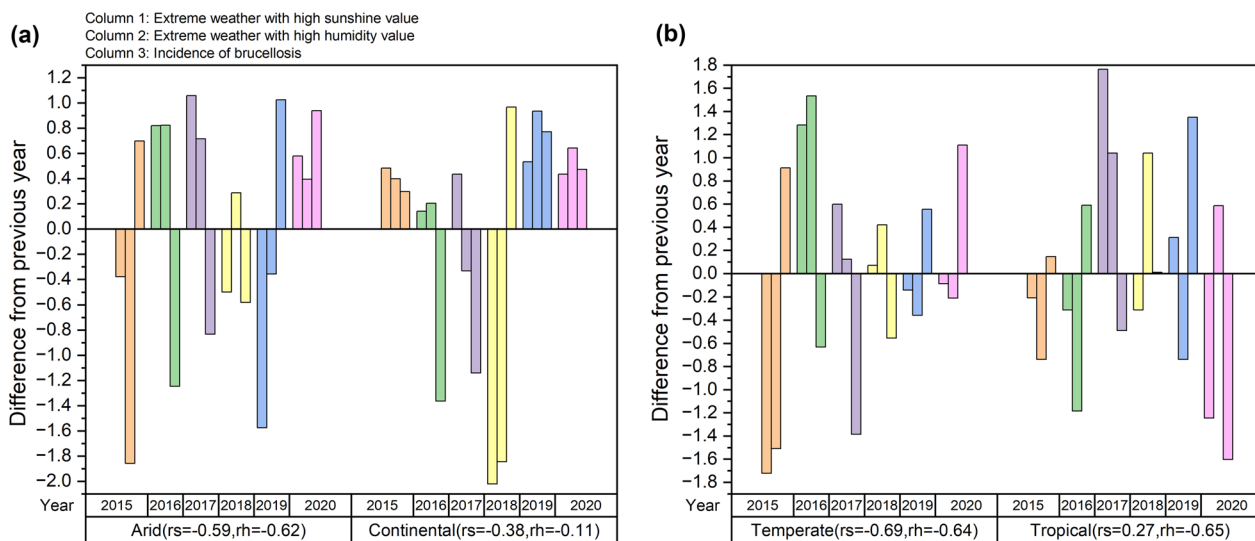 Column 1: Extreme weather with high sunshine value
(a)
Column 2: Extreme weather with high humidity value
Column 3: Incidence of brucellosis
Difference from previous year
1.2
1.0
0.8
0.6
0.4
0.2
0.0
−0.2
−0.4
−0.6
−0.8
−1.0
−1.2
−1.4
−1.6
−1.8
−2.0
Year
2015 2016 2017 2018 2019 2020 2015 2016 2017 2018 2019 2020
Arid(rs=-0.59,rh=-0.62) Continental(rs=-0.38,rh=-0.11)
(b)
Difference from previous year
1.8
1.6
1.4
1.2
1.0
0.8
0.6
0.4
0.2
0.0
−0.2
−0.4
−0.6
−0.8
−1.0
−1.2
−1.4
−1.6
−1.8
Year
2015 2016 2017 2018 2019 2020 2015 2016 2017 2018 2019 2020
Temperate(rs=-0.69,rh=-0.64) Tropical(rs=0.27,rh=-0.65)